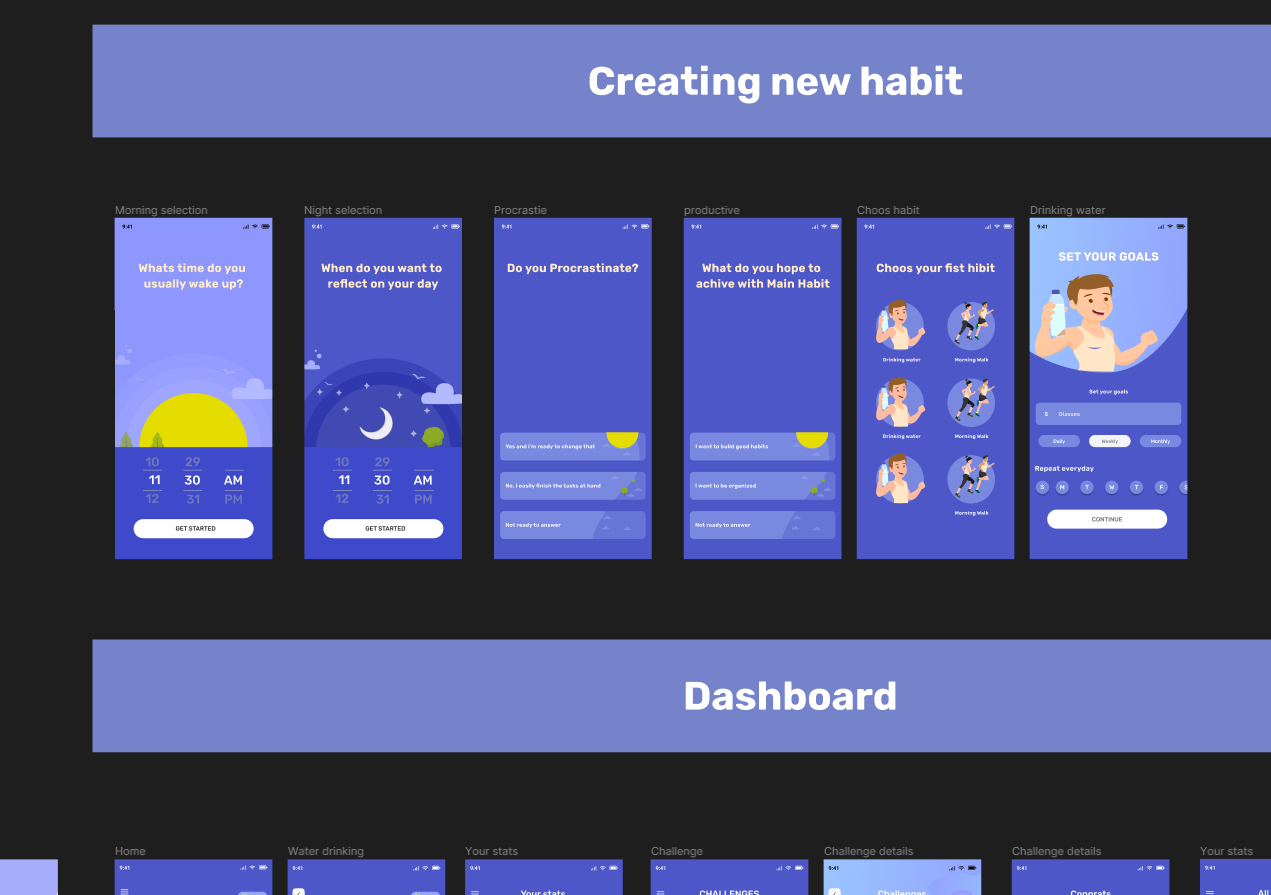 Creating new habit
Morning selection
9:41
Whats time do you
usually wake up?
10 29
11 30 AM
12 31 PM
GET STARTED
Night selection
9:41
When do you want to
reflect on your day
10 29
11 30 AM
12 31 PM
GET STARTED
Procrastie
9:41
Do you Procrastinate?
Yes and i'm ready to change that
No, I easily finish the tasks at hand
Not ready to answer
productive
9:41
What do you hope to
achive with Main Habit
I want to build good habits
I want to be organized
Not ready to answer
Choos habit
9:41
Choos your fist hibit
Drinking water Morning Walk
Drinking water Morning Walk
Morning Walk
Drinking water
9:41
SET YOUR GOALS
Set your goals
5 Glasses
Daily Weekly Monthly
Repeat everyday
S M T W T F S
CONTINUE
Dashboard
Home
9:41
Water drinking
9:41
Your stats
9:41
Your stats
Challenge
9:41
CHALLENGES
Challenge details
9:41
Challenges
Challenge details
9:41
Congrats
Your stats
9:41
All